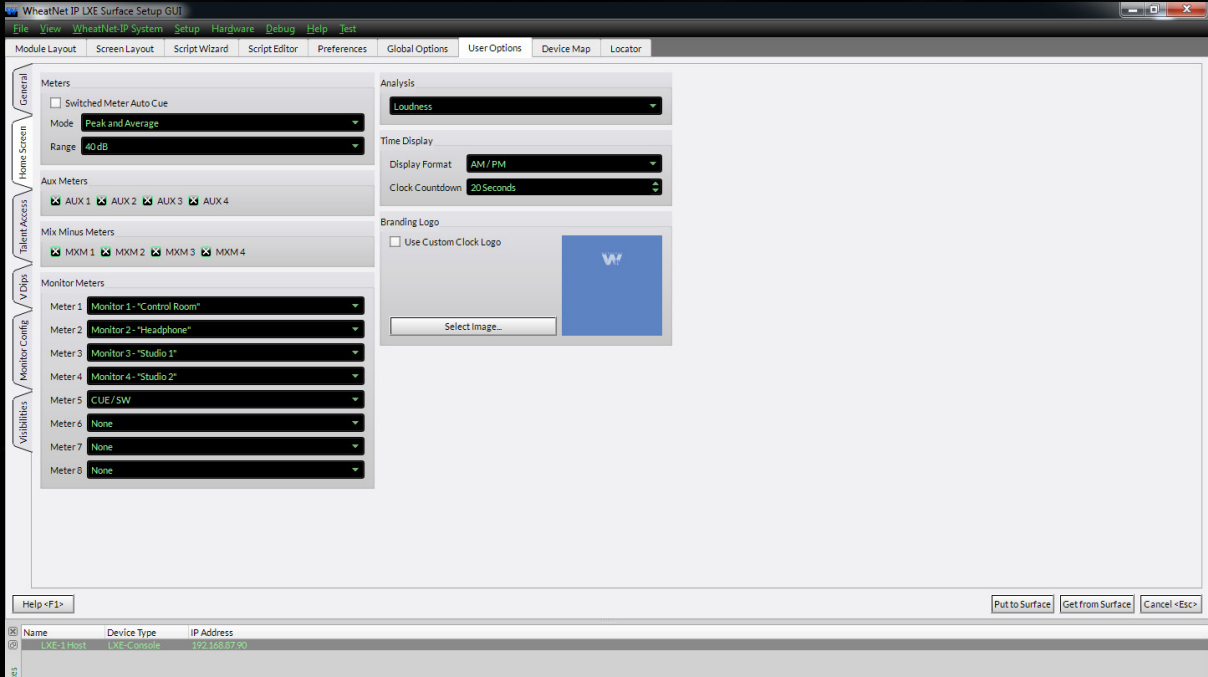 WheatNet IP LXE Surface Setup GUI
File View WheatNet-IP System Setup Hardware Debug Help Test
Module Layout Screen Layout Script Wizard Script Editor Preferences Global Options User Options Device Map Locator
General
Home Screen
Talent Access
V Dips
Monitor Config
Visibilities
Meters
Switched Meter Auto Cue
Mode Peak and Average
Range 40 dB
Aux Meters
AUX 1 AUX 2 AUX 3 AUX 4
Mix Minus Meters
MXM 1 MXM 2 MXM 3 MXM 4
Monitor Meters
Meter 1 Monitor 1 - "Control Room"
Meter 2 Monitor 2 - "Headphone"
Meter 3 Monitor 3 - "Studio 1"
Meter 4 Monitor 4 - "Studio 2"
Meter 5 CUE / SW
Meter 6 None
Meter 7 None
Meter 8 None
Analysis
Loudness
Time Display
Display Format AM / PM
Clock Countdown 20 Seconds
Branding Logo
Use Custom Clock Logo
W
Select Image...
Help <F1>
Put to Surface Get from Surface Cancel <Esc>
Name Device Type IP Address
LXE-1 Host LXE-Console 192.168.87.90